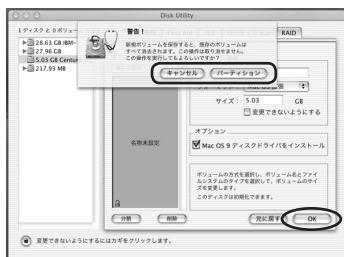 Disk Utility
1 ディスク と 0 ボリュー
28.63 GB IBM-
27.96 GB
5.03 GB Centur
217.93 MB
警告！
新規ボリュームを保存すると、既存のボリュームは
すべて消去されます。この操作は取り消せません。
この操作を実行してもよろしいですか？
キャンセル
パーティション
RAID
Mac OS 拡張
サイズ： 5.03 GB
変更できないようにする
オプション
Mac OS 9 ディスクドライバをインストール
名称未設定
ボリュームの方式を選択し、ボリューム名とファイ
ルシステムのタイプを選択して、ボリュームのサイ
ズを変更します。
このディスクは初期化できます。
分割
削除
元に戻す
OK
変更できないようにするにはカギをクリックします。